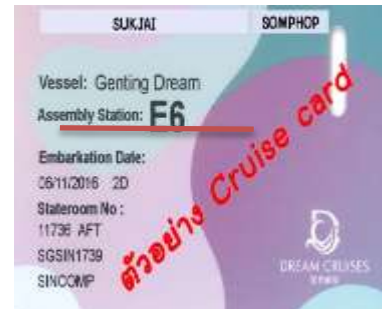 SUKJAI SOMPHOP
Vessel: Genting Dream
Assembly Station: E6
Embarkation Date:
06/11/2016 2D
Stateroom No :
11736 AFT
SGSIN1739
SINCOMP
ตัวอย่าง Cruise card
DREAM CRUISES